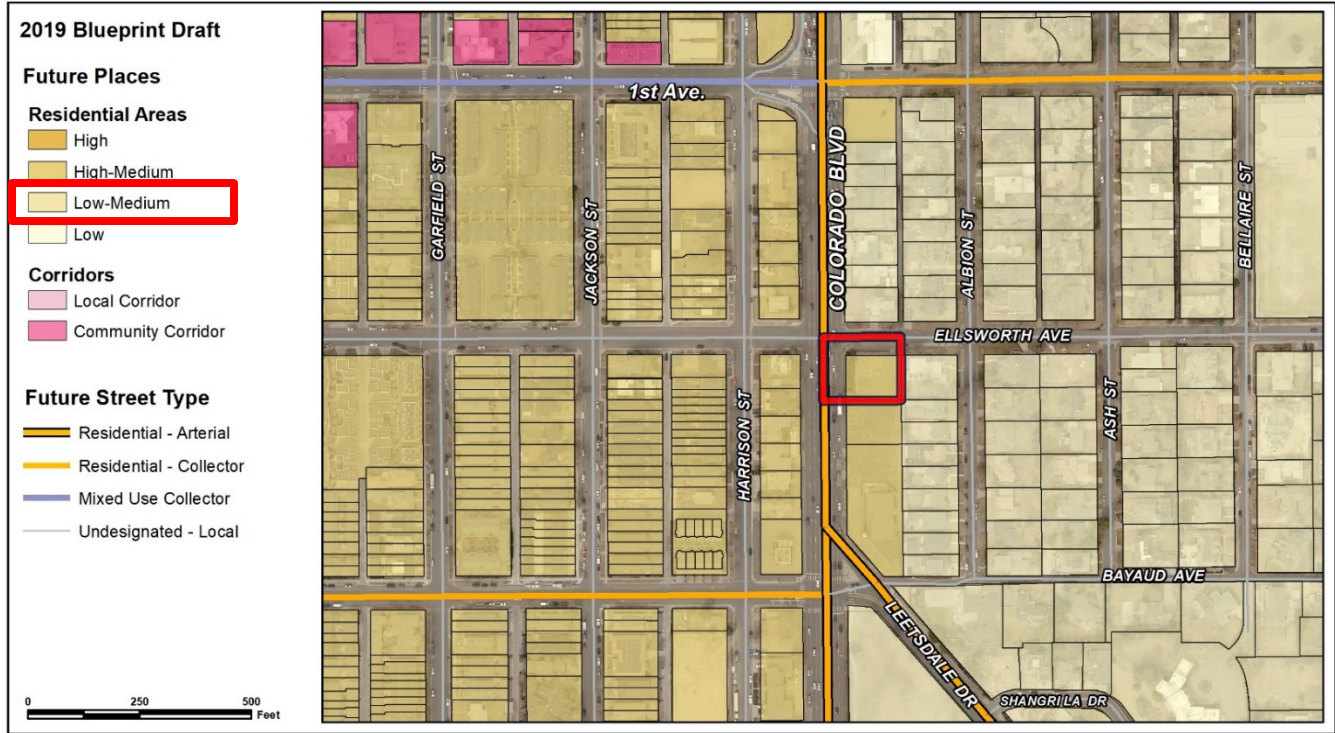 2019 Blueprint Draft
Future Places
Residential Areas
High
High-Medium
Low-Medium
Low
Corridors
Local Corridor
Community Corridor
Future Street Type
Residential - Arterial
Residential - Collector
Mixed Use Collector
Undesignated - Local
0 250 500
Feet
1st Ave.
GARFIELD ST
JACKSON ST
HARRISON ST
COLORADO BLVD
ALBION ST
ASH ST
BELLAIRE ST
ELLSWORTH AVE
BAYAUD AVE
LEETSDALE DR
SHANGRI LA DR